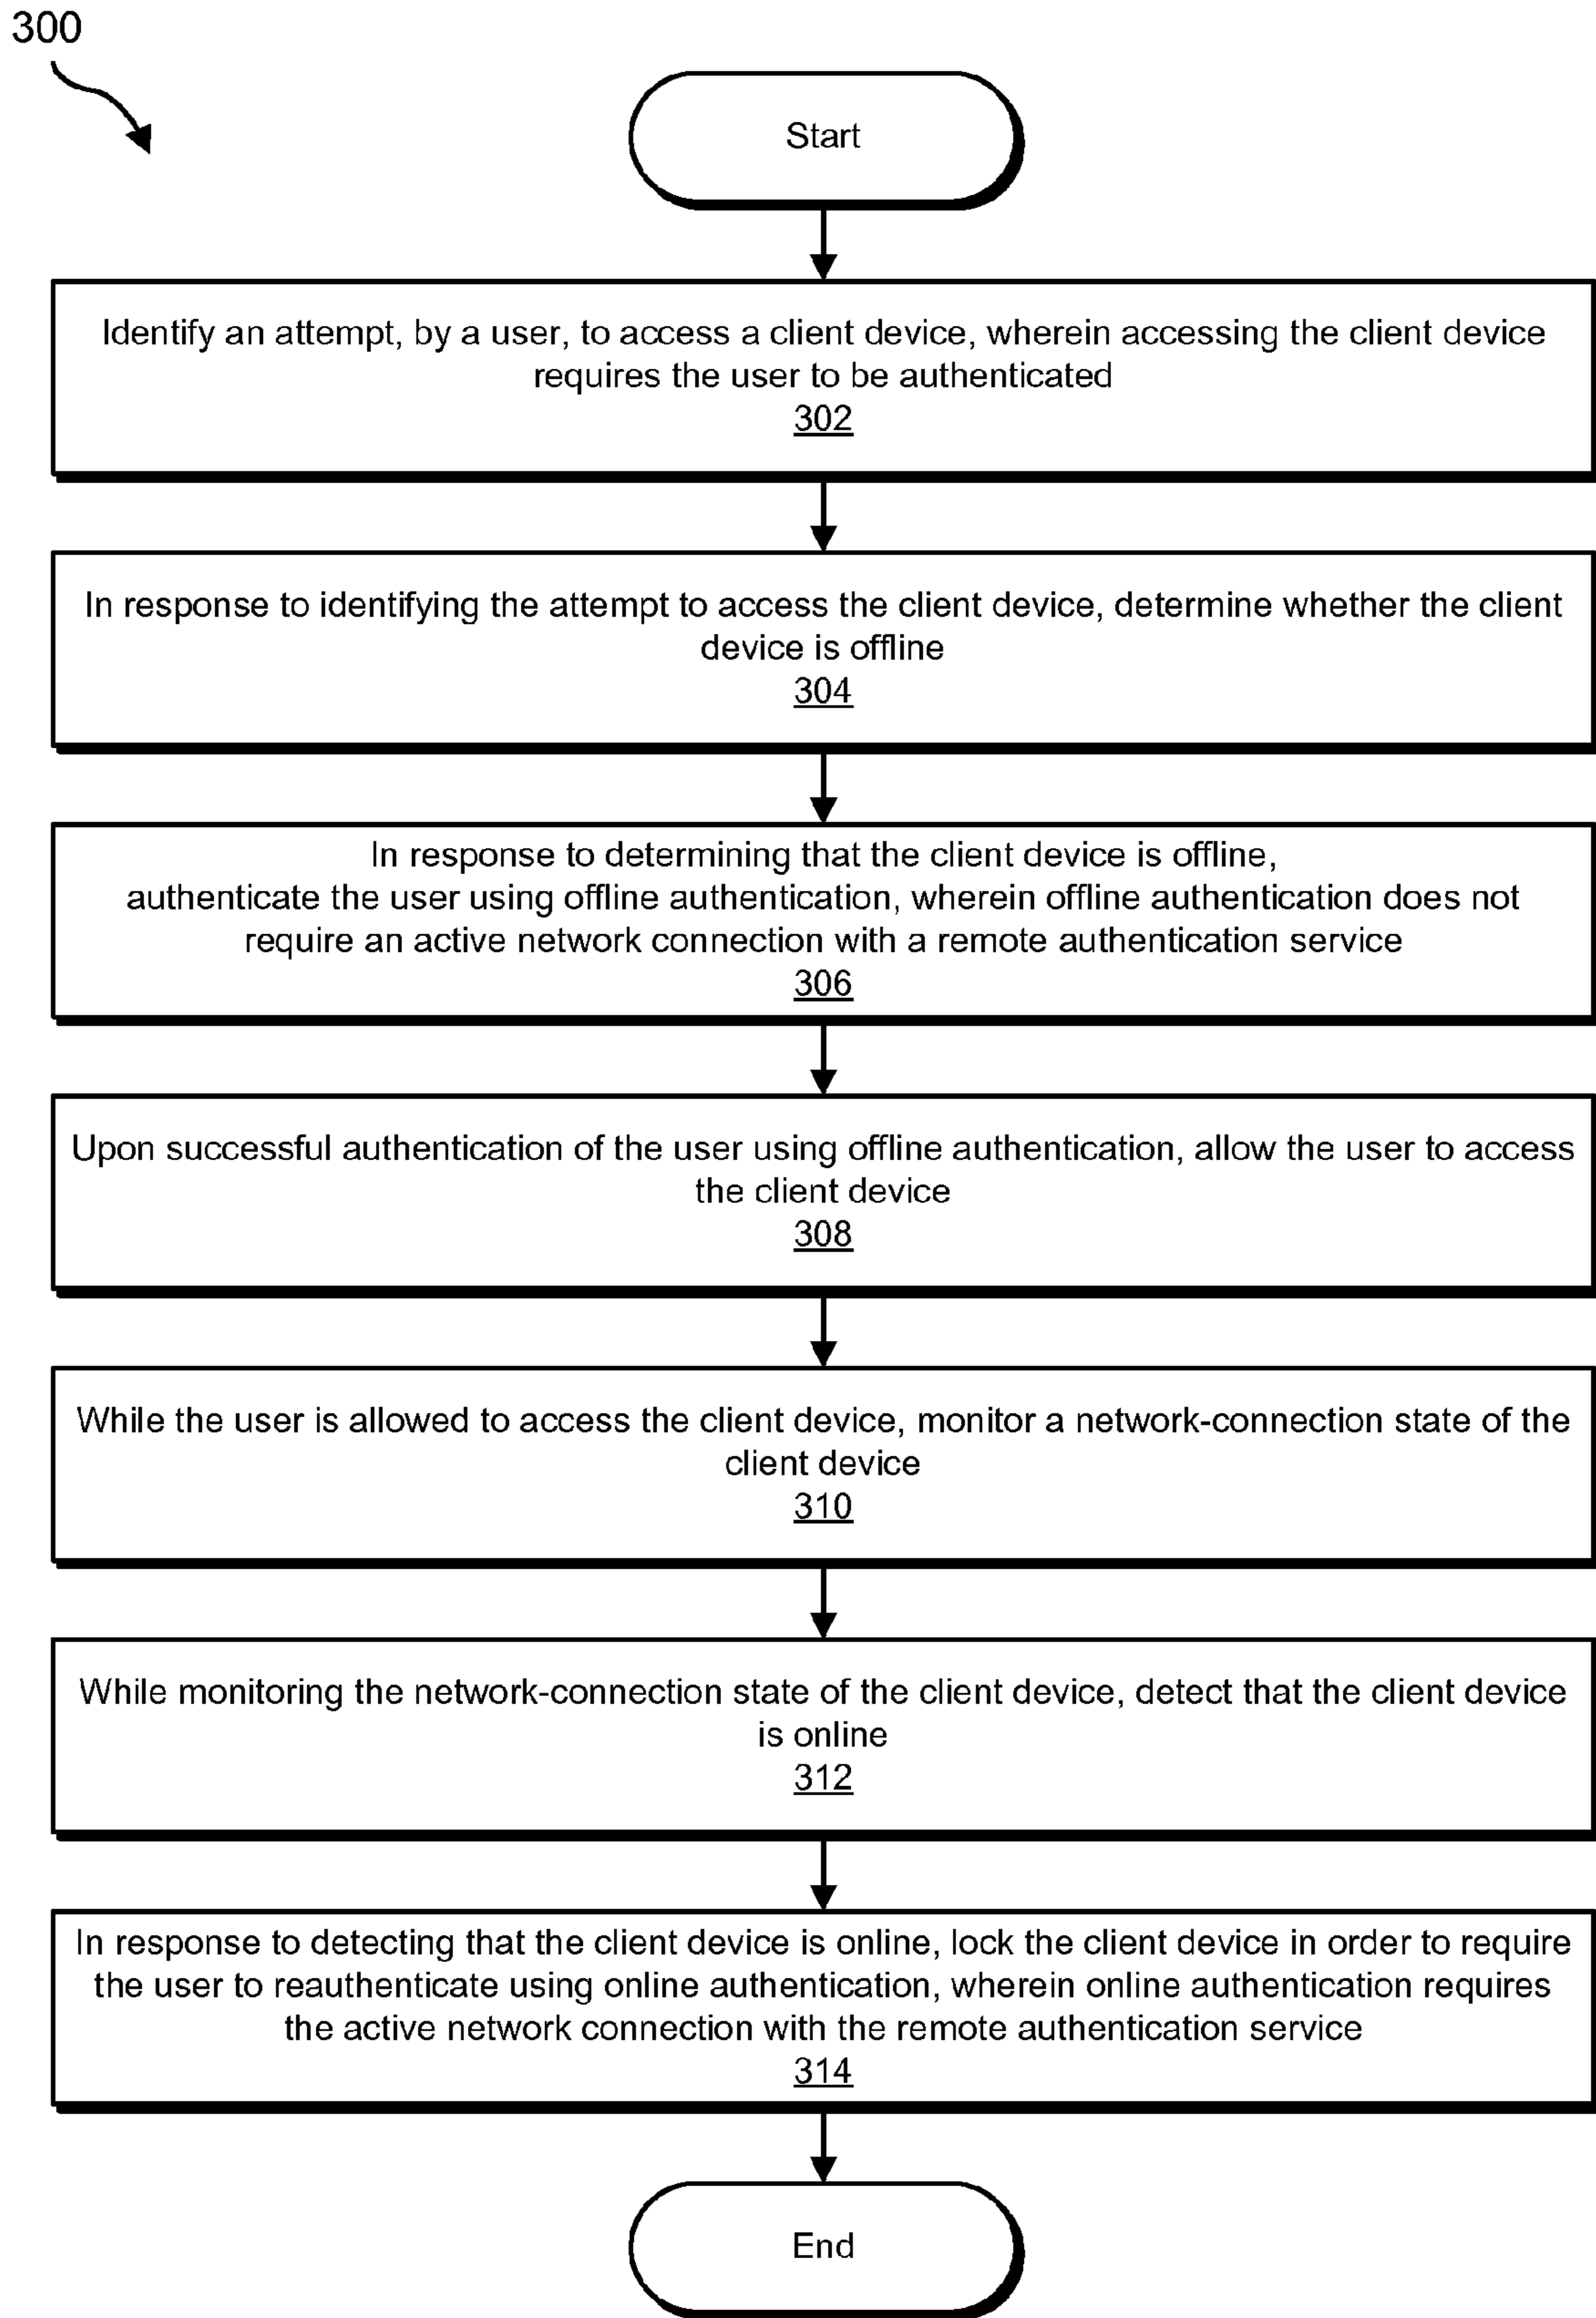 300
Start
Identify an attempt, by a user, to access a client device, wherein accessing the client device
requires the user to be authenticated
302
In response to identifying the attempt to access the client device, determine whether the client
device is offline
304
In response to determining that the client device is offline,
authenticate the user using offline authentication, wherein offline authentication does not
require an active network connection with a remote authentication service
306
Upon successful authentication of the user using offline authentication, allow the user to access
the client device
308
While the user is allowed to access the client device, monitor a network-connection state of the
client device
310
While monitoring the network-connection state of the client device, detect that the client device
is online
312
In response to detecting that the client device is online, lock the client device in order to require
the user to reauthenticate using online authentication, wherein online authentication requires
the active network connection with the remote authentication service
314
End